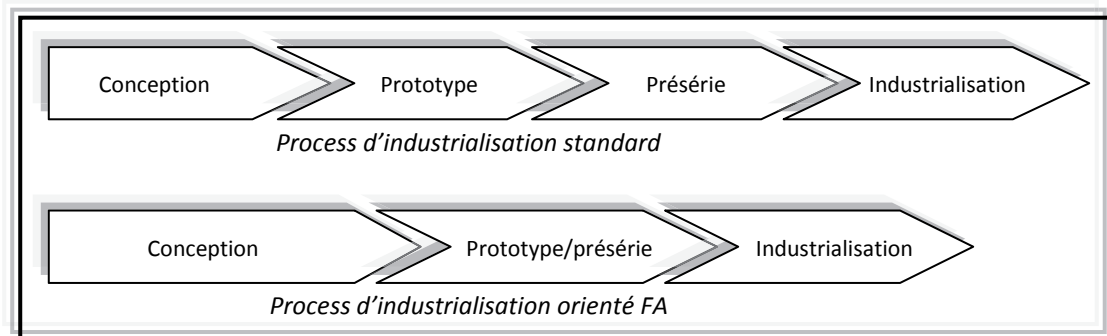 Conception Prototype Présérie Industrialisation
Process d’industrialisation standard
Conception Prototype/présérie Industrialisation
Process d’industrialisation orienté FA